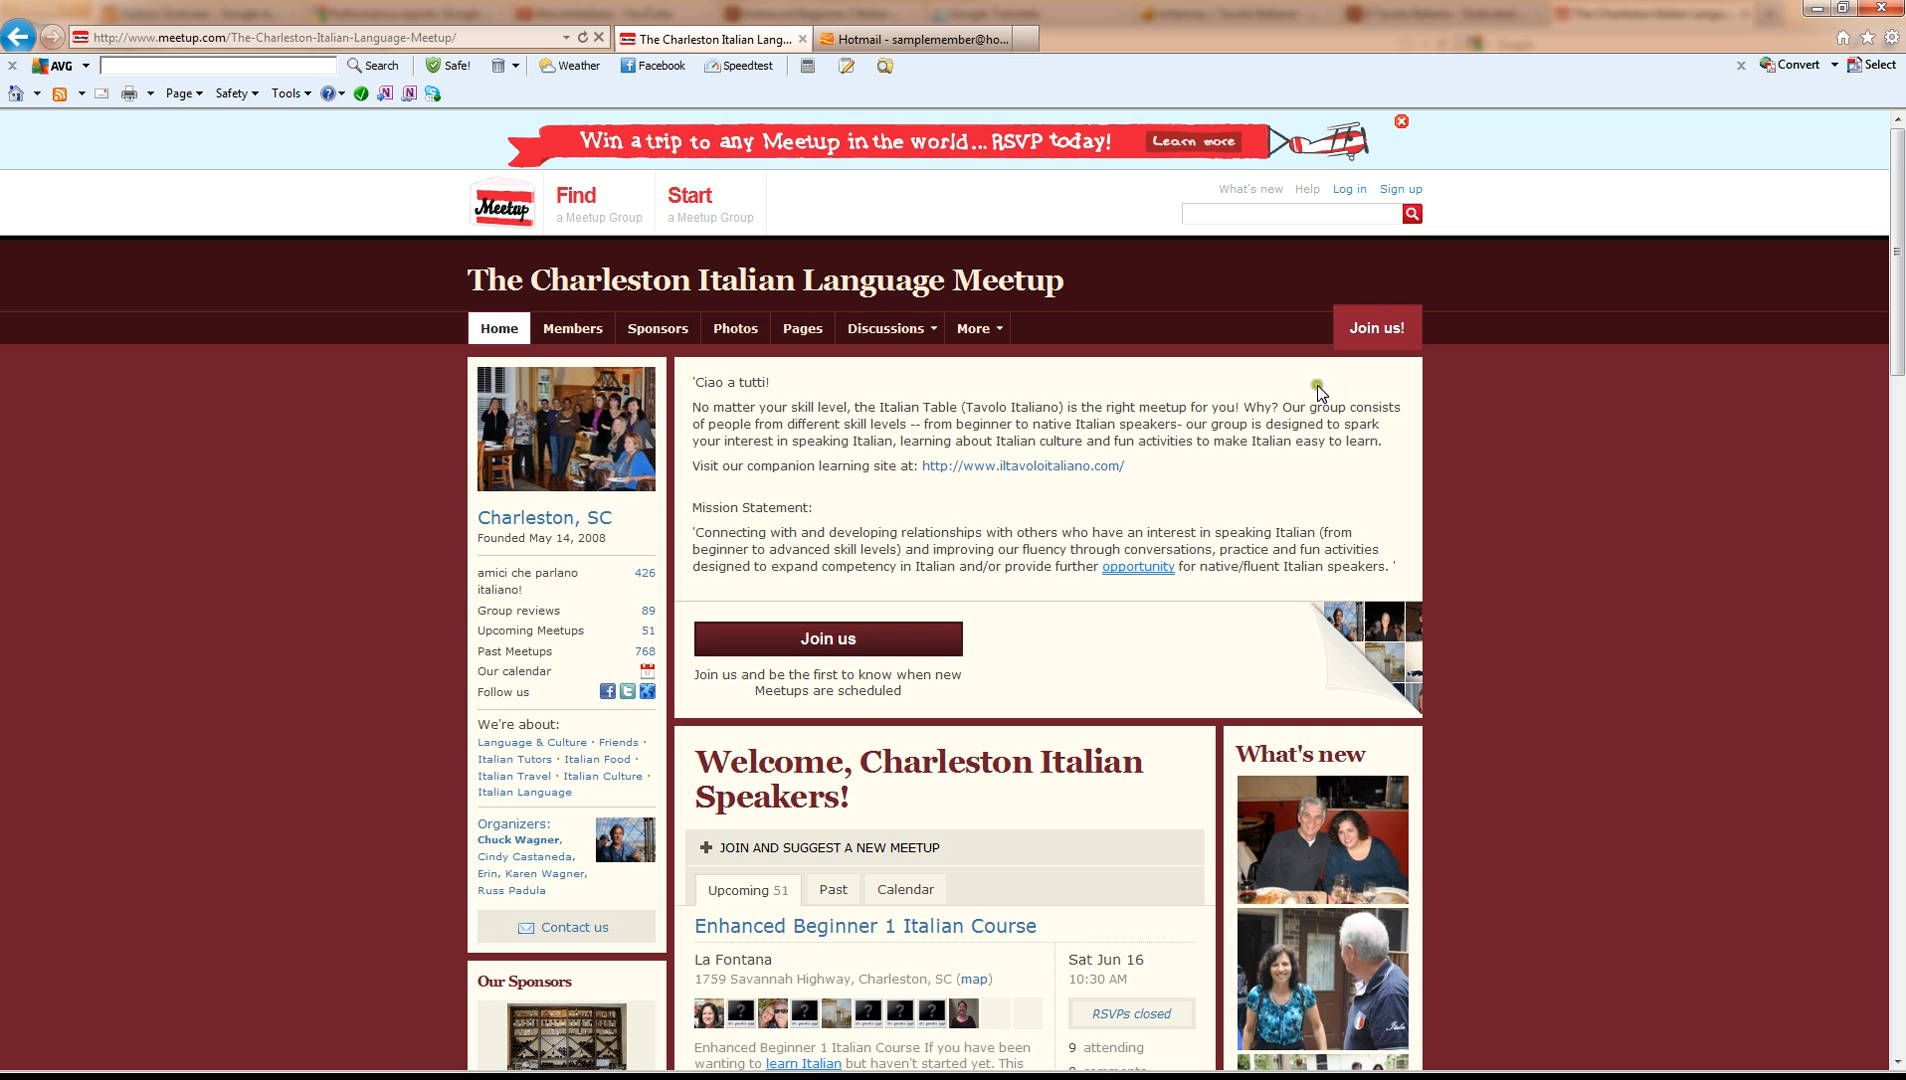 http://www.meetup.com/The-Charleston-Italian-Language-Meetup/
The Charleston Italian Lang...
Hotmail - samplemember@ho...
AVG
Search
Safe!
Weather
Facebook
Speedtest
Convert
Select
Page
Safety
Tools
Win a trip to any Meetup in the world...RSVP today!
Learn more
Meetup
Find
a Meetup Group
Start
a Meetup Group
What's new Help Log in Sign up
The Charleston Italian Language Meetup
Home Members Sponsors Photos Pages Discussions More
Join us!
Charleston, SC
Founded May 14, 2008
amici che parlano 426
italiano!
Group reviews 89
Upcoming Meetups 51
Past Meetups 768
Our calendar
Follow us
We're about:
Language & Culture · Friends ·
Italian Tutors · Italian Food ·
Italian Travel · Italian Culture ·
Italian Language
Organizers:
Chuck Wagner,
Cindy Castaneda,
Erin, Karen Wagner,
Russ Padula
Contact us
Our Sponsors
'Ciao a tutti!
No matter your skill level, the Italian Table (Tavolo Italiano) is the right meetup for you! Why? Our group consists
of people from different skill levels -- from beginner to native Italian speakers- our group is designed to spark
your interest in speaking Italian, learning about Italian culture and fun activities to make Italian easy to learn.
Visit our companion learning site at: http://www.iltavoloitaliano.com/
Mission Statement:
'Connecting with and developing relationships with others who have an interest in speaking Italian (from
beginner to advanced skill levels) and improving our fluency through conversations, practice and fun activities
designed to expand competency in Italian and/or provide further opportunity for native/fluent Italian speakers. '
Join us
Join us and be the first to know when new
Meetups are scheduled
Welcome, Charleston Italian
Speakers!
JOIN AND SUGGEST A NEW MEETUP
Upcoming 51 Past Calendar
Enhanced Beginner 1 Italian Course
La Fontana
1759 Savannah Highway, Charleston, SC (map)
Enhanced Beginner 1 Italian Course If you have been
wanting to learn Italian but haven't started yet. This
Sat Jun 16
10:30 AM
RSVPs closed
9 attending
What's new